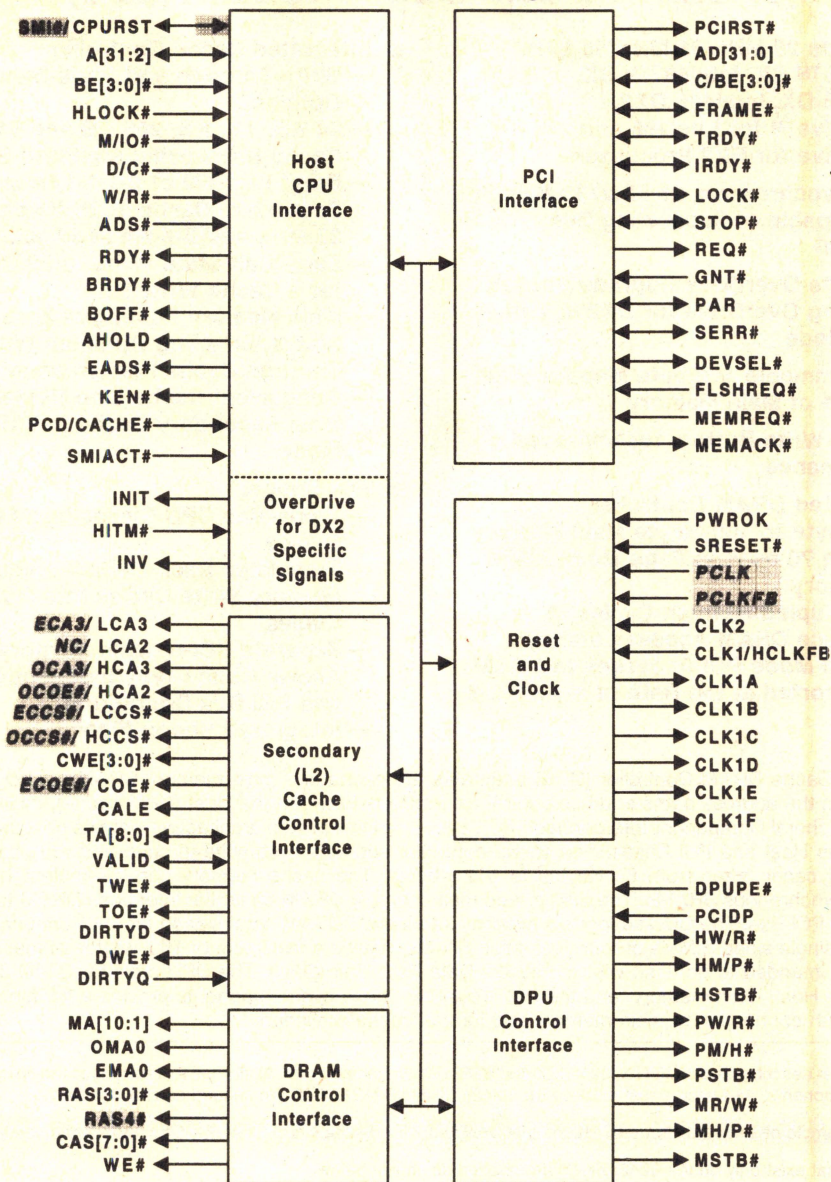 SMI#/ CPURST
A[31:2]
BE[3:0]#
HLOCK#
M/IO#
D/C#
W/R#
ADS#
RDY#
BRDY#
BOFF#
AHOLD
EADS#
KEN#
PCD/CACHE#
SMIACT#
INIT
HITM#
INV
Host
CPU
Interface
OverDrive
for DX2
Specific
Signals
PCI
Interface
PCIRST#
AD[31:0]
C/BE[3:0]#
FRAME#
TRDY#
IRDY#
LOCK#
STOP#
REQ#
GNT#
PAR
SERR#
DEVSEL#
FLSHREQ#
MEMREQ#
MEMACK#
ECA3/ LCA3
NC/ LCA2
OCA3/ HCA3
OCOE#/ HCA2
ECCS#/ LCCS#
OCCS#/ HCCS#
CWE[3:0]#
ECOE#/ COE#
CALE
TA[8:0]
VALID
TWE#
TOE#
DIRTYD
DWE#
DIRTYQ
Secondary
(L2)
Cache
Control
Interface
Reset
and
Clock
PWROK
SRESET#
PCLK
PCLKFB
CLK2
CLK1/HCLKFB
CLK1A
CLK1B
CLK1C
CLK1D
CLK1E
CLK1F
MA[10:1]
OMA0
EMA0
RAS[3:0]#
RAS4#
CAS[7:0]#
WE#
DRAM
Control
Interface
DPU
Control
Interface
DPUPE#
PCIDP
HW/R#
HM/P#
HSTB#
PW/R#
PM/H#
PSTB#
MR/W#
MH/P#
MSTB#